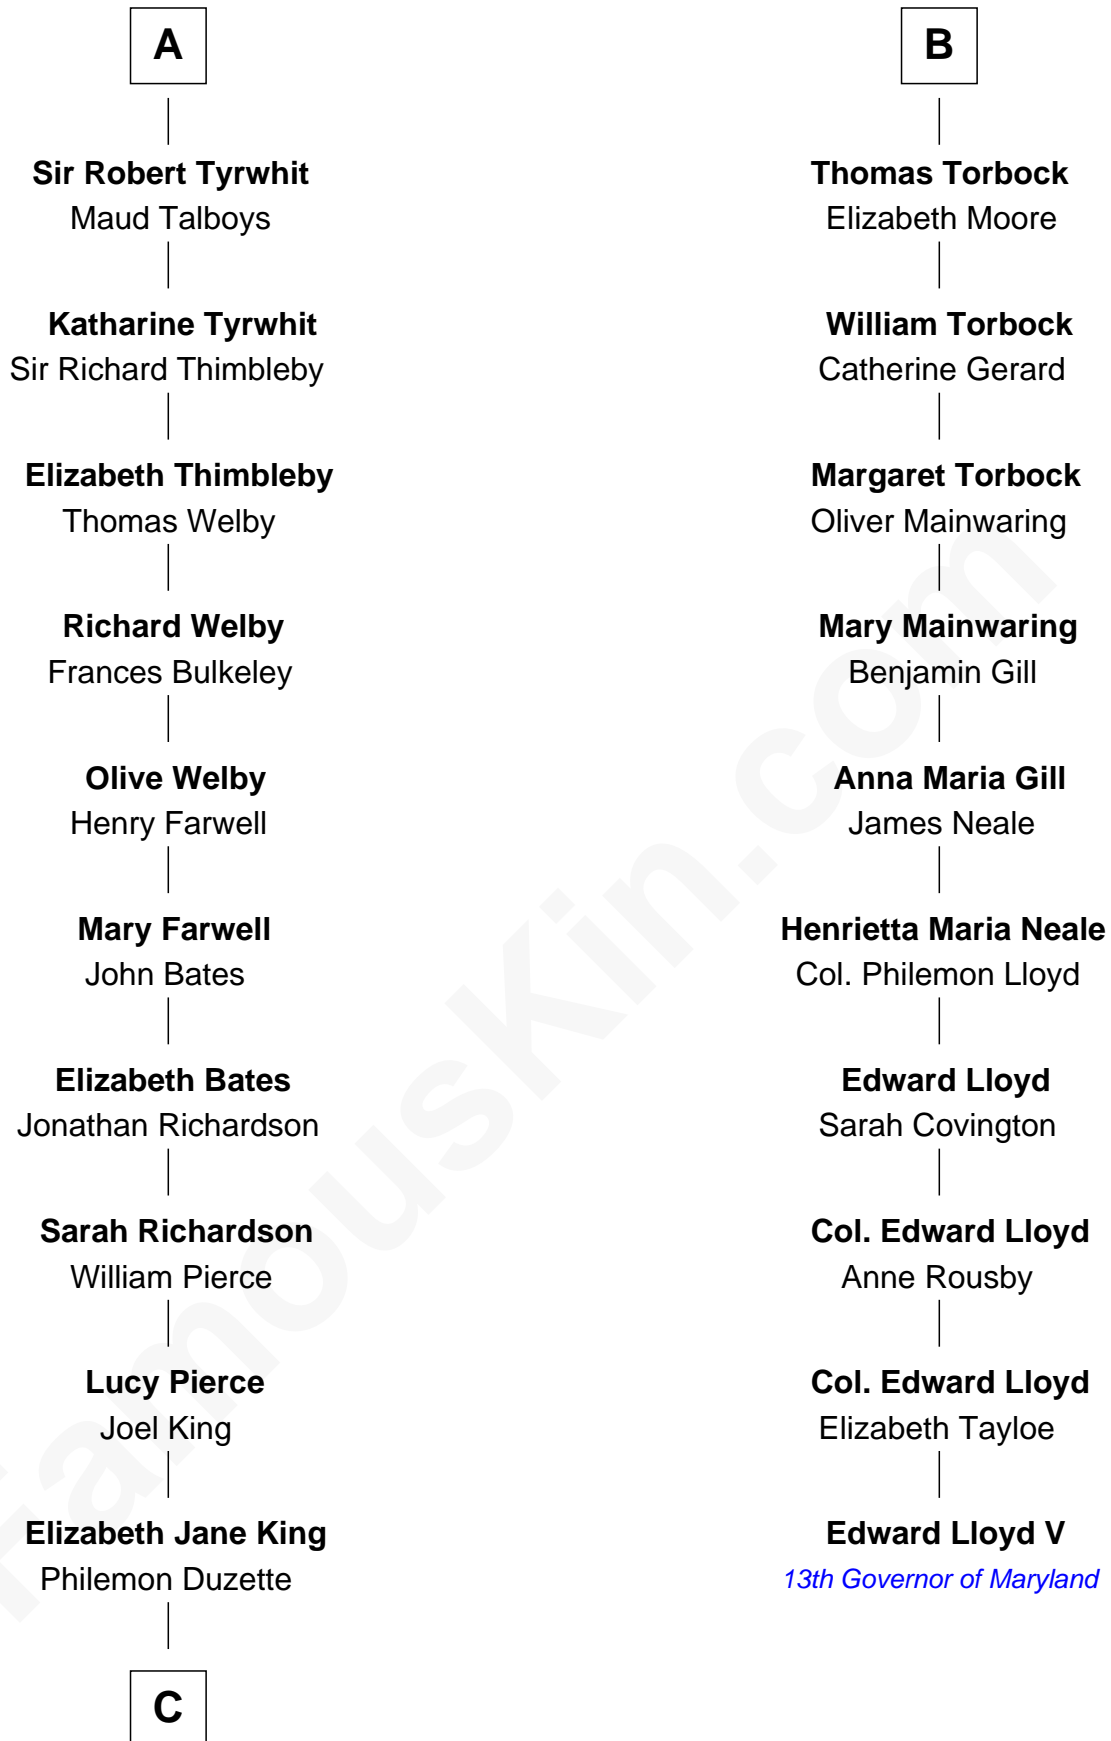 A
Sir Robert Tyrwhit
Maud Talboys
Katharine Tyrwhit
Sir Richard Thimbleby
Elizabeth Thimbleby
Thomas Welby
Richard Welby
Frances Bulkeley
Olive Welby
Henry Farwell
Mary Farwell
John Bates
Elizabeth Bates
Jonathan Richardson
Sarah Richardson
William Pierce
Lucy Pierce
Joel King
Elizabeth Jane King
Philemon Duzette
C
B
Thomas Torbock
Elizabeth Moore
William Torbock
Catherine Gerard
Margaret Torbock
Oliver Mainwaring
Mary Mainwaring
Benjamin Gill
Anna Maria Gill
James Neale
Henrietta Maria Neale
Col. Philemon Lloyd
Edward Lloyd
Sarah Covington
Col. Edward Lloyd
Anne Rousby
Col. Edward Lloyd
Elizabeth Tayloe
Edward Lloyd V
13th Governor of Maryland
FamousKin.com